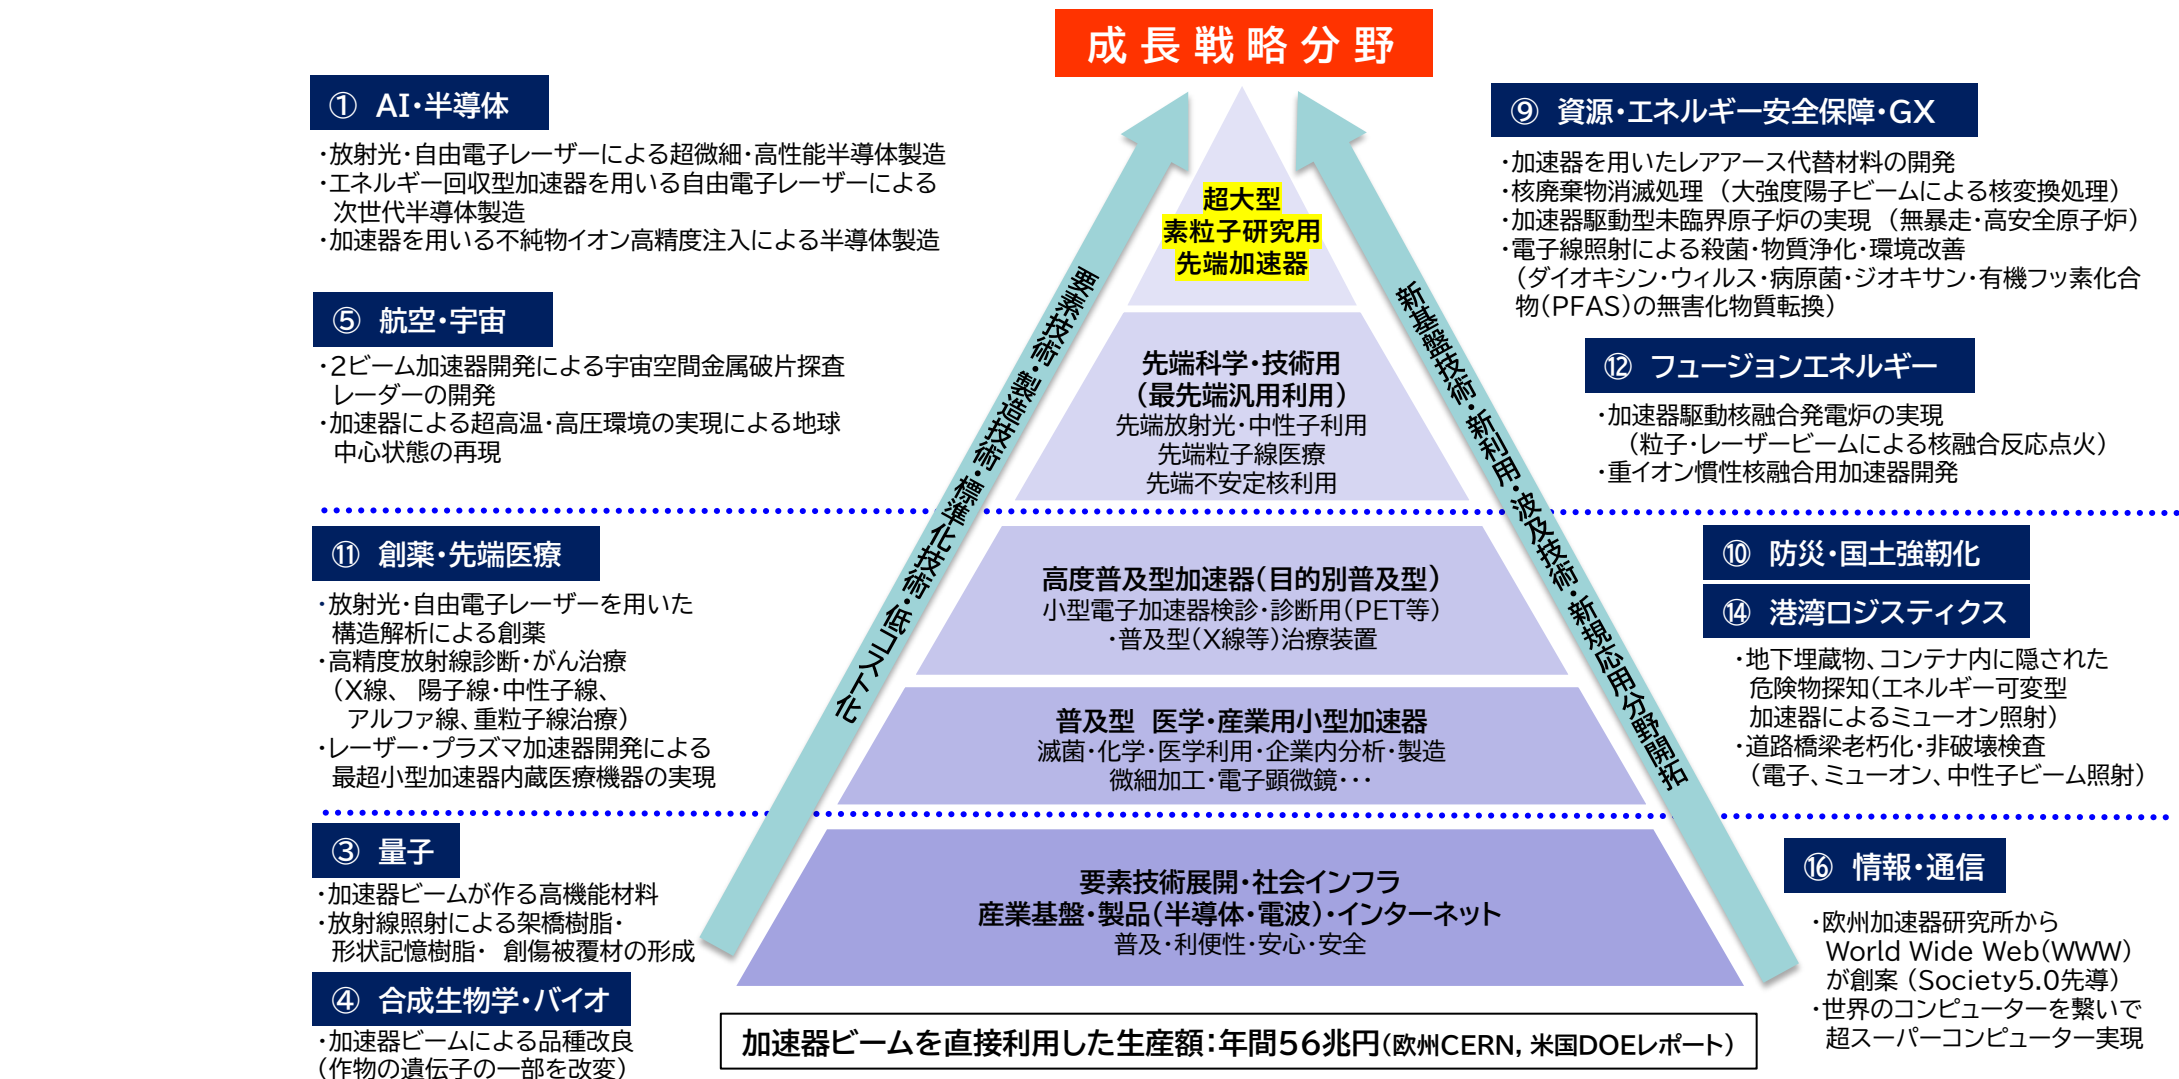 成長戦略分野
① AI・半導体
・放射光・自由電子レーザーによる超微細・高性能半導体製造
・エネルギー回収型加速器を用いる自由電子レーザーによる
次世代半導体製造
・加速器を用いる不純物イオン高精度注入による半導体製造
⑤ 航空・宇宙
・2ビーム加速器開発による宇宙空間金属破片探査
レーダーの開発
・加速器による超高温・高圧環境の実現による地球
中心状態の再現
⑪ 創薬・先端医療
・放射光・自由電子レーザーを用いた
構造解析による創薬
・高精度放射線診断・がん治療
（X線、 陽子線・中性子線、
アルファ線、重粒子線治療）
・レーザー・プラズマ加速器開発による
最超小型加速器内蔵医療機器の実現
③ 量子
・加速器ビームが作る高機能材料
・放射線照射による架橋樹脂・
形状記憶樹脂・ 創傷被覆材の形成
④ 合成生物学・バイオ
・加速器ビームによる品種改良
（作物の遺伝子の一部を改変）
要素技術・製造技術・標準化技術・低コスト化
超大型
素粒子研究用
先端加速器
先端科学・技術用
（最先端汎用利用）
先端放射光・中性子利用
先端粒子線医療
先端不安定核利用
高度普及型加速器（目的別普及型）
小型電子加速器検診・診断用（PET等）
・普及型（X線等）治療装置
普及型 医学・産業用小型加速器
滅菌・化学・医学利用・企業内分析・製造
微細加工・電子顕微鏡・・・
要素技術展開・社会インフラ
産業基盤・製品（半導体・電波）・インターネット
普及・利便性・安心・安全
加速器ビームを直接利用した生産額：年間56兆円（欧州CERN, 米国DOEレポート）
新基盤技術・新利用・波及技術・新規応用分野開拓
⑨ 資源・エネルギー安全保障・GX
・加速器を用いたレアアース代替材料の開発
・核廃棄物消滅処理 （大強度陽子ビームによる核変換処理）
・加速器駆動型未臨界原子炉の実現 （無暴走・高安全原子炉）
・電子線照射による殺菌・物質浄化・環境改善
（ダイオキシン・ウィルス・病原菌・ジオキサン・有機フッ素化合
物(PFAS)の無害化物質転換）
⑫ フュージョンエネルギー
・加速器駆動核融合発電炉の実現
（粒子・レーザービームによる核融合反応点火）
・重イオン慣性核融合用加速器開発
⑩ 防災・国土強靭化
⑭ 港湾ロジスティクス
・地下埋蔵物、コンテナ内に隠された
危険物探知（エネルギー可変型
加速器によるミューオン照射）
・道路橋梁老朽化・非破壊検査
（電子、ミューオン、中性子ビーム照射）
⑯ 情報・通信
・欧州加速器研究所から
World Wide Web（WWW）
が創案 （Society5.0先導）
・世界のコンピューターを繋いで
超スーパーコンピューター実現